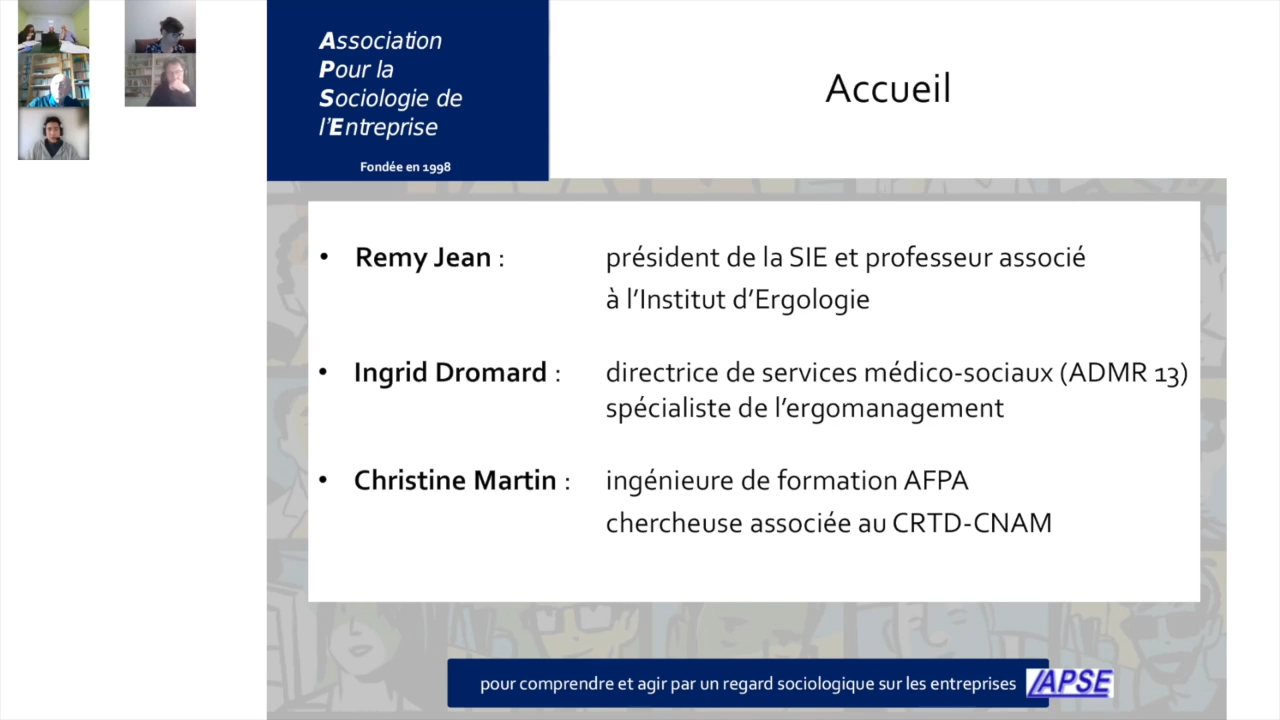 Association
Pour la
Sociologie de
l'Entreprise
Fondée en 1998
Accueil
• Remy Jean : président de la SIE et professeur associé
à l'Institut d'Ergologie
• Ingrid Dromard : directrice de services médico-sociaux (ADMR 13)
spécialiste de l'ergomanagement
• Christine Martin : ingénieure de formation AFPA
chercheuse associée au CRTD-CNAM
pour comprendre et agir par un regard sociologique sur les entreprises
APSE